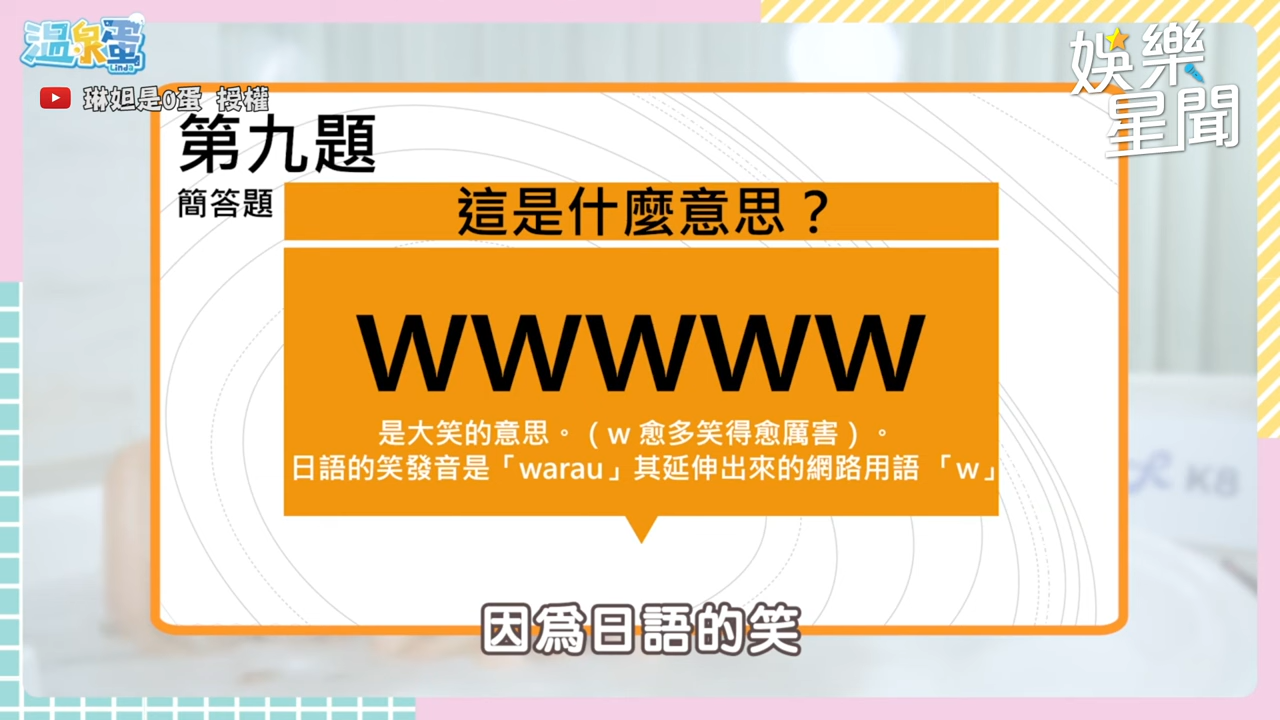 溫泉蛋
Linda
琳妲是0蛋 授權
娛樂
星聞
第九題
簡答題
這是什麼意思？
wwwww
是大笑的意思。（w 愈多笑得愈厲害）。
日語的笑發音是「warau」其延伸出來的網路用語 「w」
K8
因為日語的笑